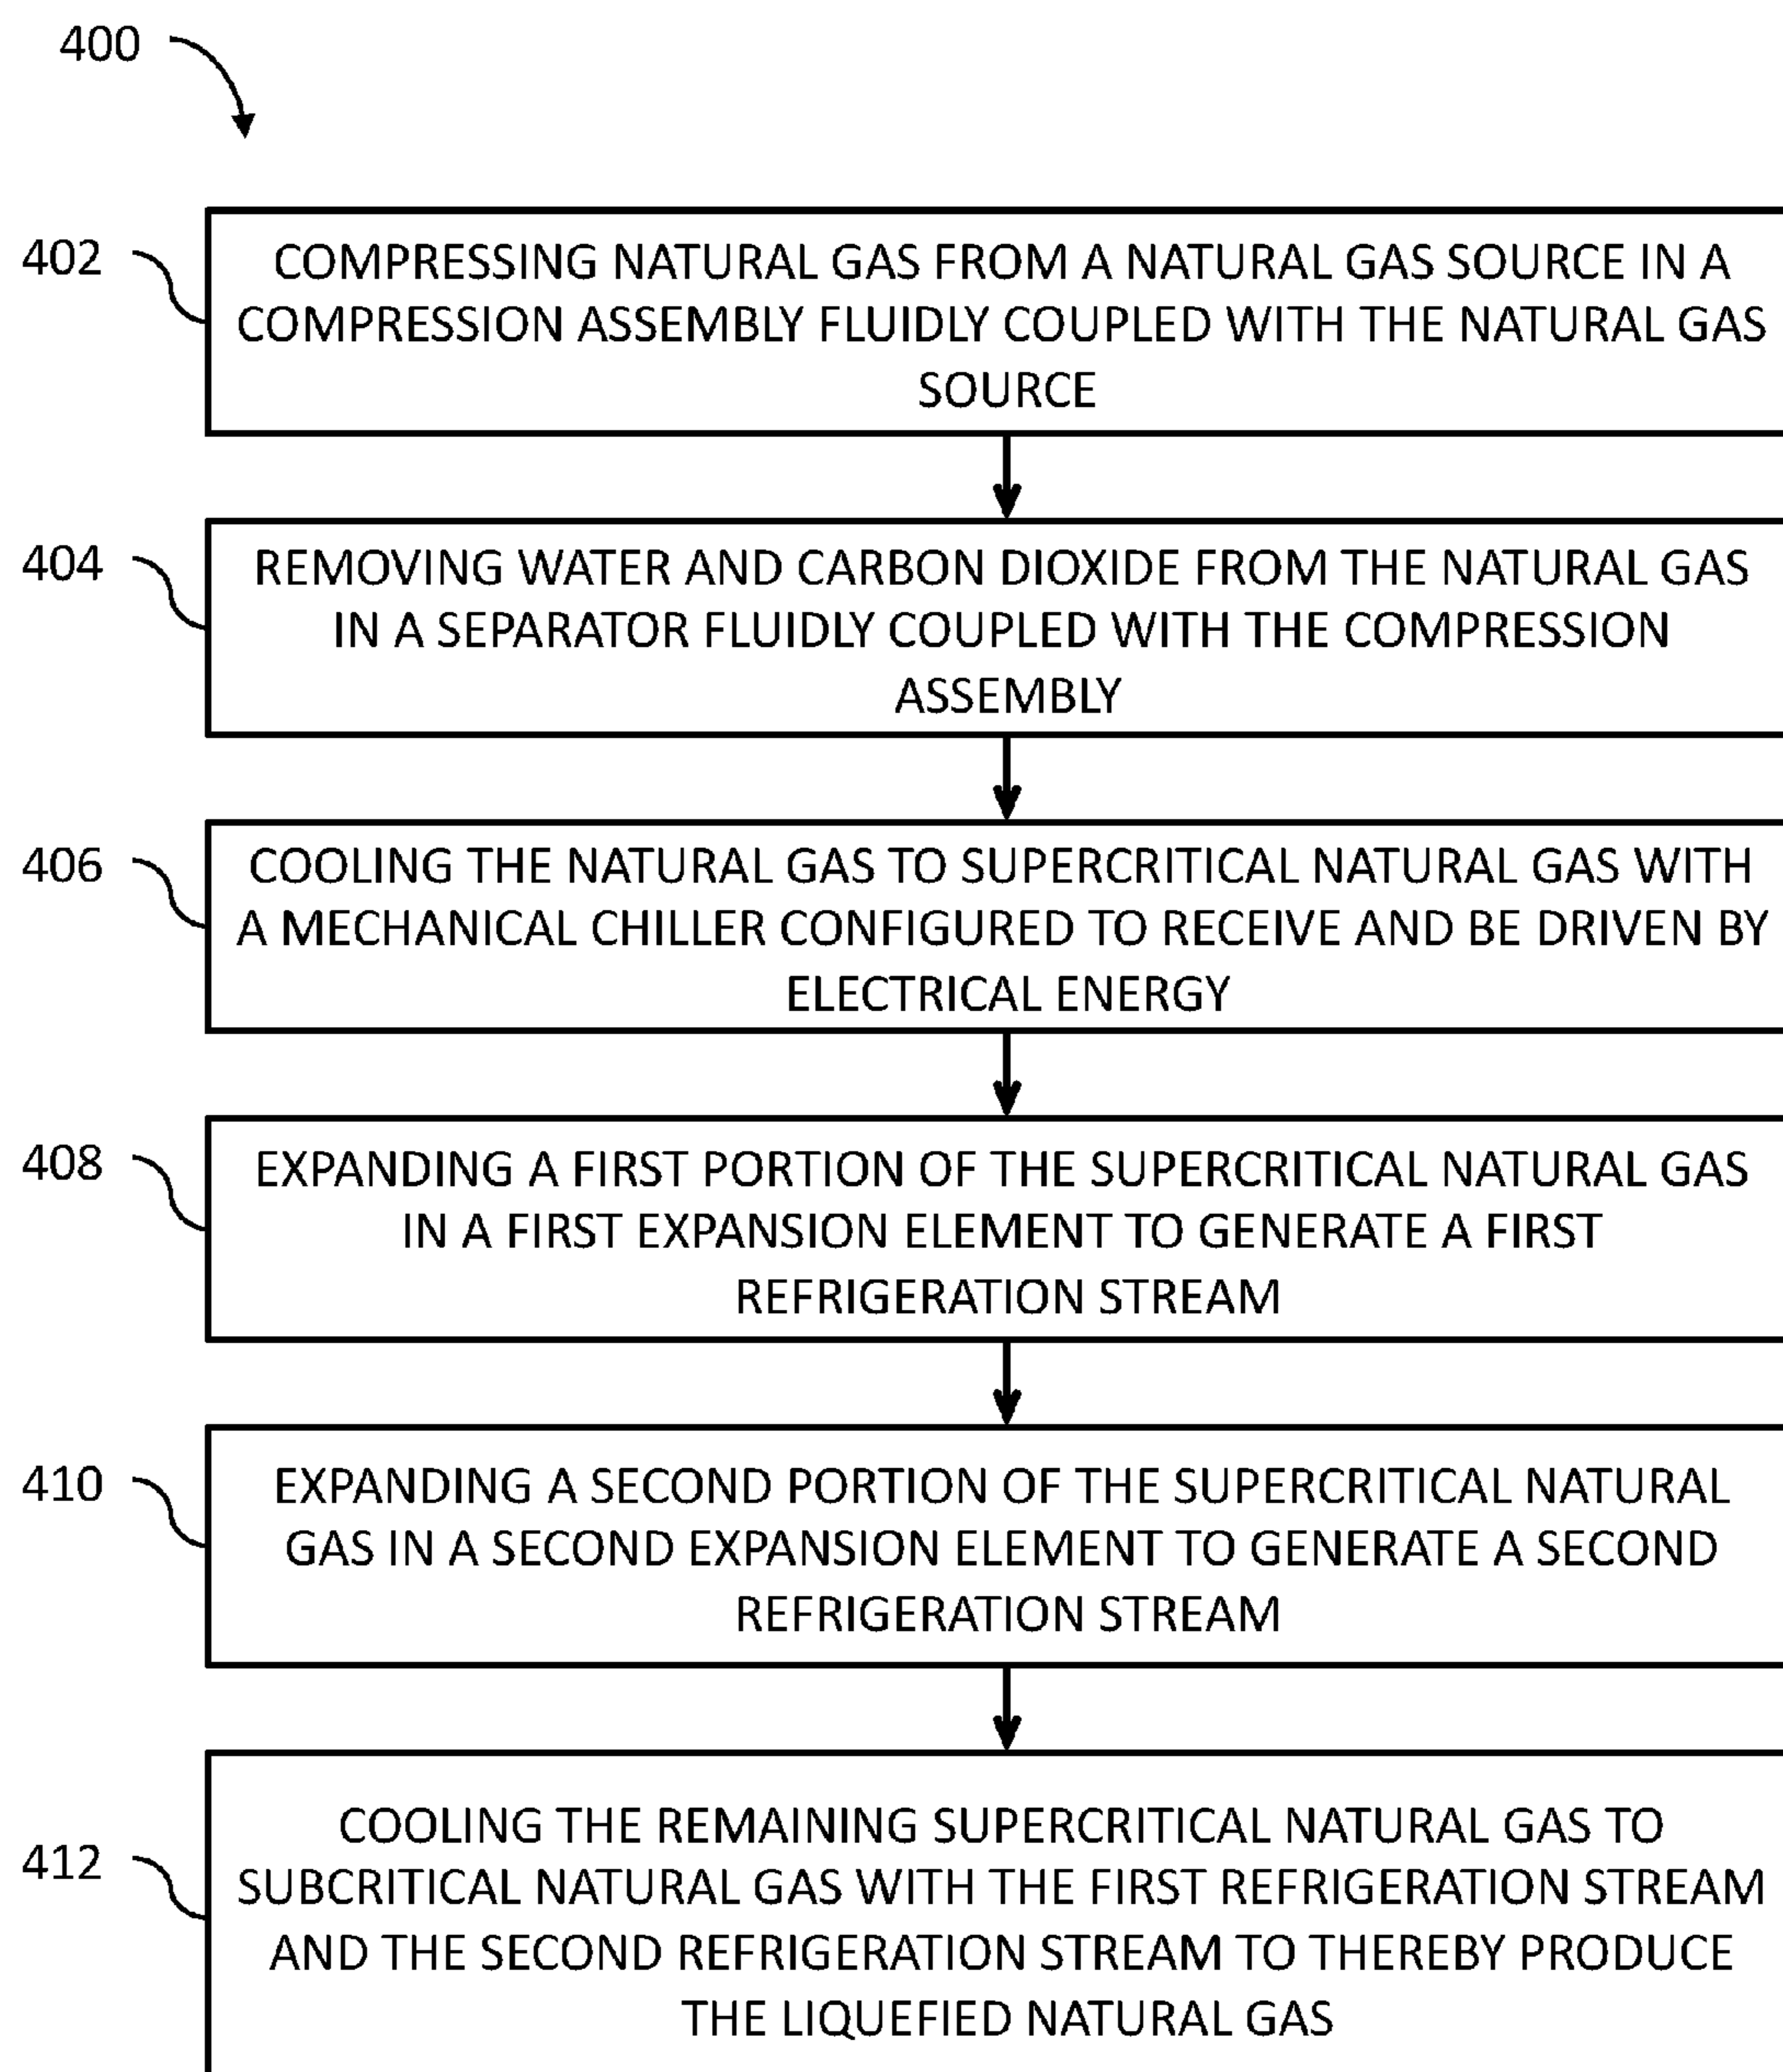 400
402
COMPRESSING NATURAL GAS FROM A NATURAL GAS SOURCE IN A
COMPRESSION ASSEMBLY FLUIDLY COUPLED WITH THE NATURAL GAS
SOURCE
404
REMOVING WATER AND CARBON DIOXIDE FROM THE NATURAL GAS
IN A SEPARATOR FLUIDLY COUPLED WITH THE COMPRESSION
ASSEMBLY
406
COOLING THE NATURAL GAS TO SUPERCRITICAL NATURAL GAS WITH
A MECHANICAL CHILLER CONFIGURED TO RECEIVE AND BE DRIVEN BY
ELECTRICAL ENERGY
408
EXPANDING A FIRST PORTION OF THE SUPERCRITICAL NATURAL GAS
IN A FIRST EXPANSION ELEMENT TO GENERATE A FIRST
REFRIGERATION STREAM
410
EXPANDING A SECOND PORTION OF THE SUPERCRITICAL NATURAL
GAS IN A SECOND EXPANSION ELEMENT TO GENERATE A SECOND
REFRIGERATION STREAM
412
COOLING THE REMAINING SUPERCRITICAL NATURAL GAS TO
SUBCRITICAL NATURAL GAS WITH THE FIRST REFRIGERATION STREAM
AND THE SECOND REFRIGERATION STREAM TO THEREBY PRODUCE
THE LIQUEFIED NATURAL GAS